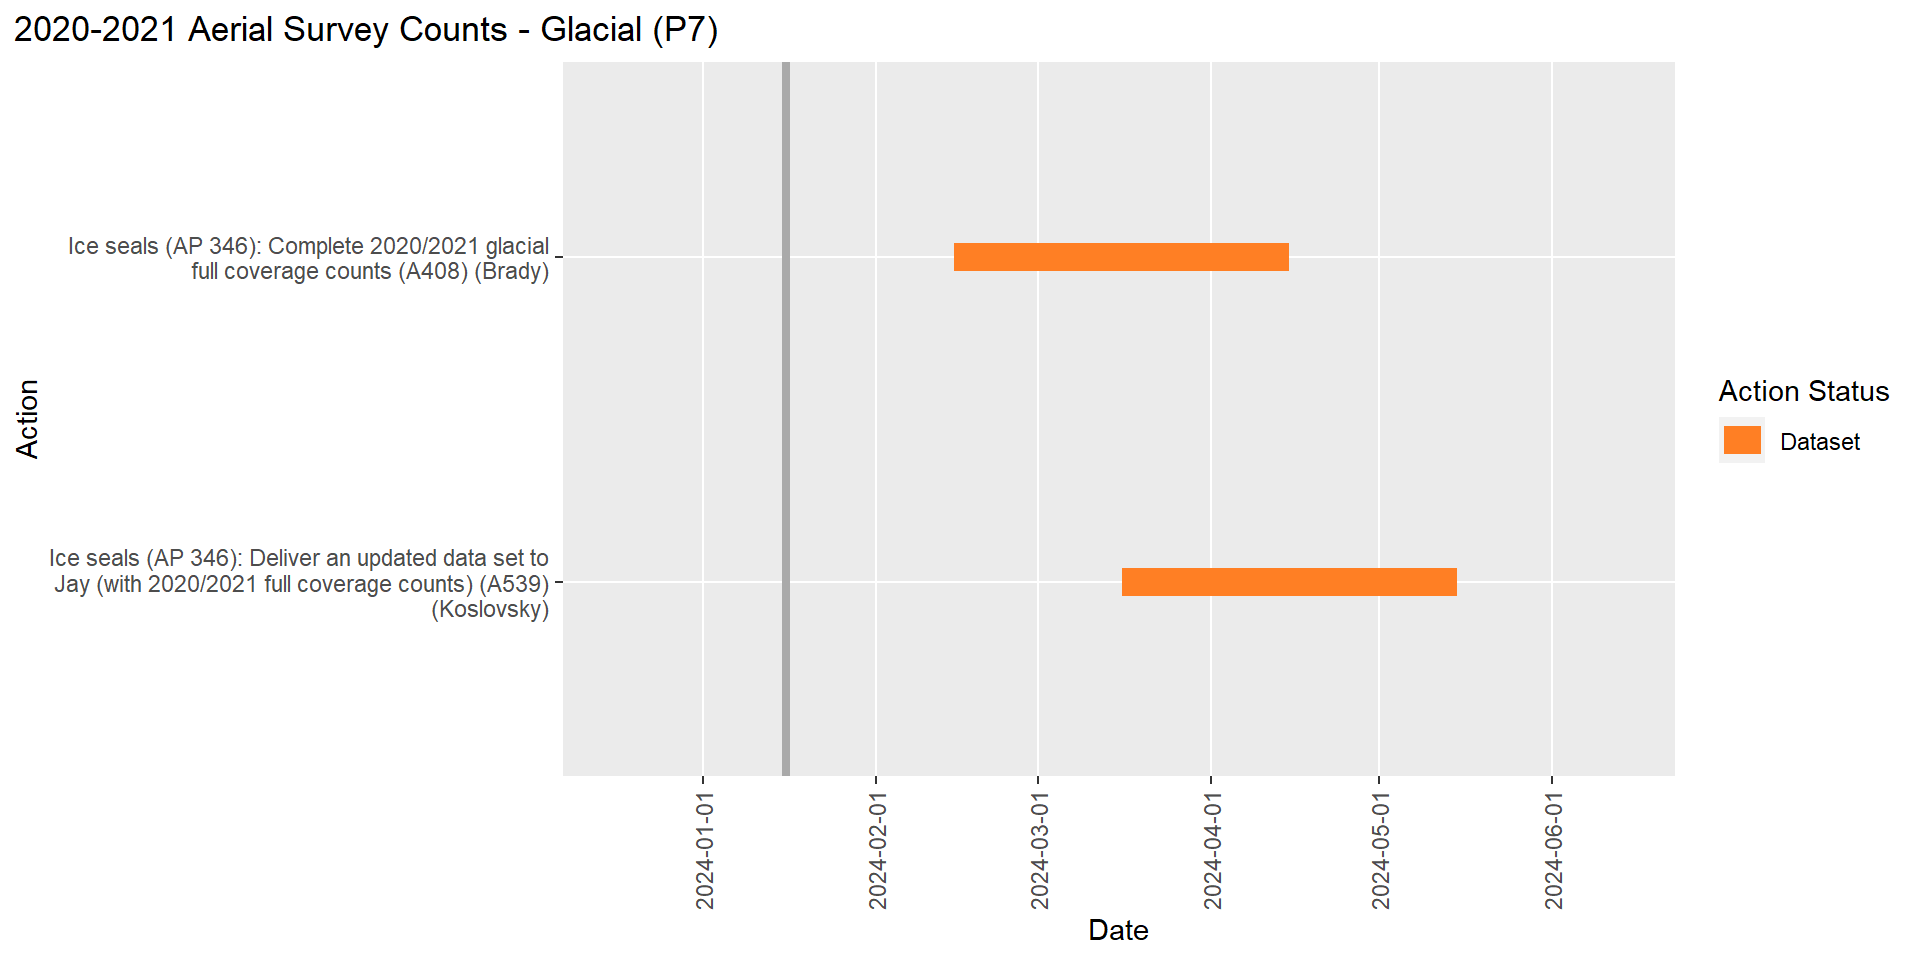 2020-2021 Aerial Survey Counts - Glacial (P7)
Action
Ice seals (AP 346): Complete 2020/2021 glacial
full coverage counts (A408) (Brady)
Ice seals (AP 346): Deliver an updated data set to
Jay (with 2020/2021 full coverage counts) (A539)
(Koslovsky)
2024-01-01
2024-02-01
2024-03-01
2024-04-01
2024-05-01
2024-06-01
Date
Action Status
Dataset